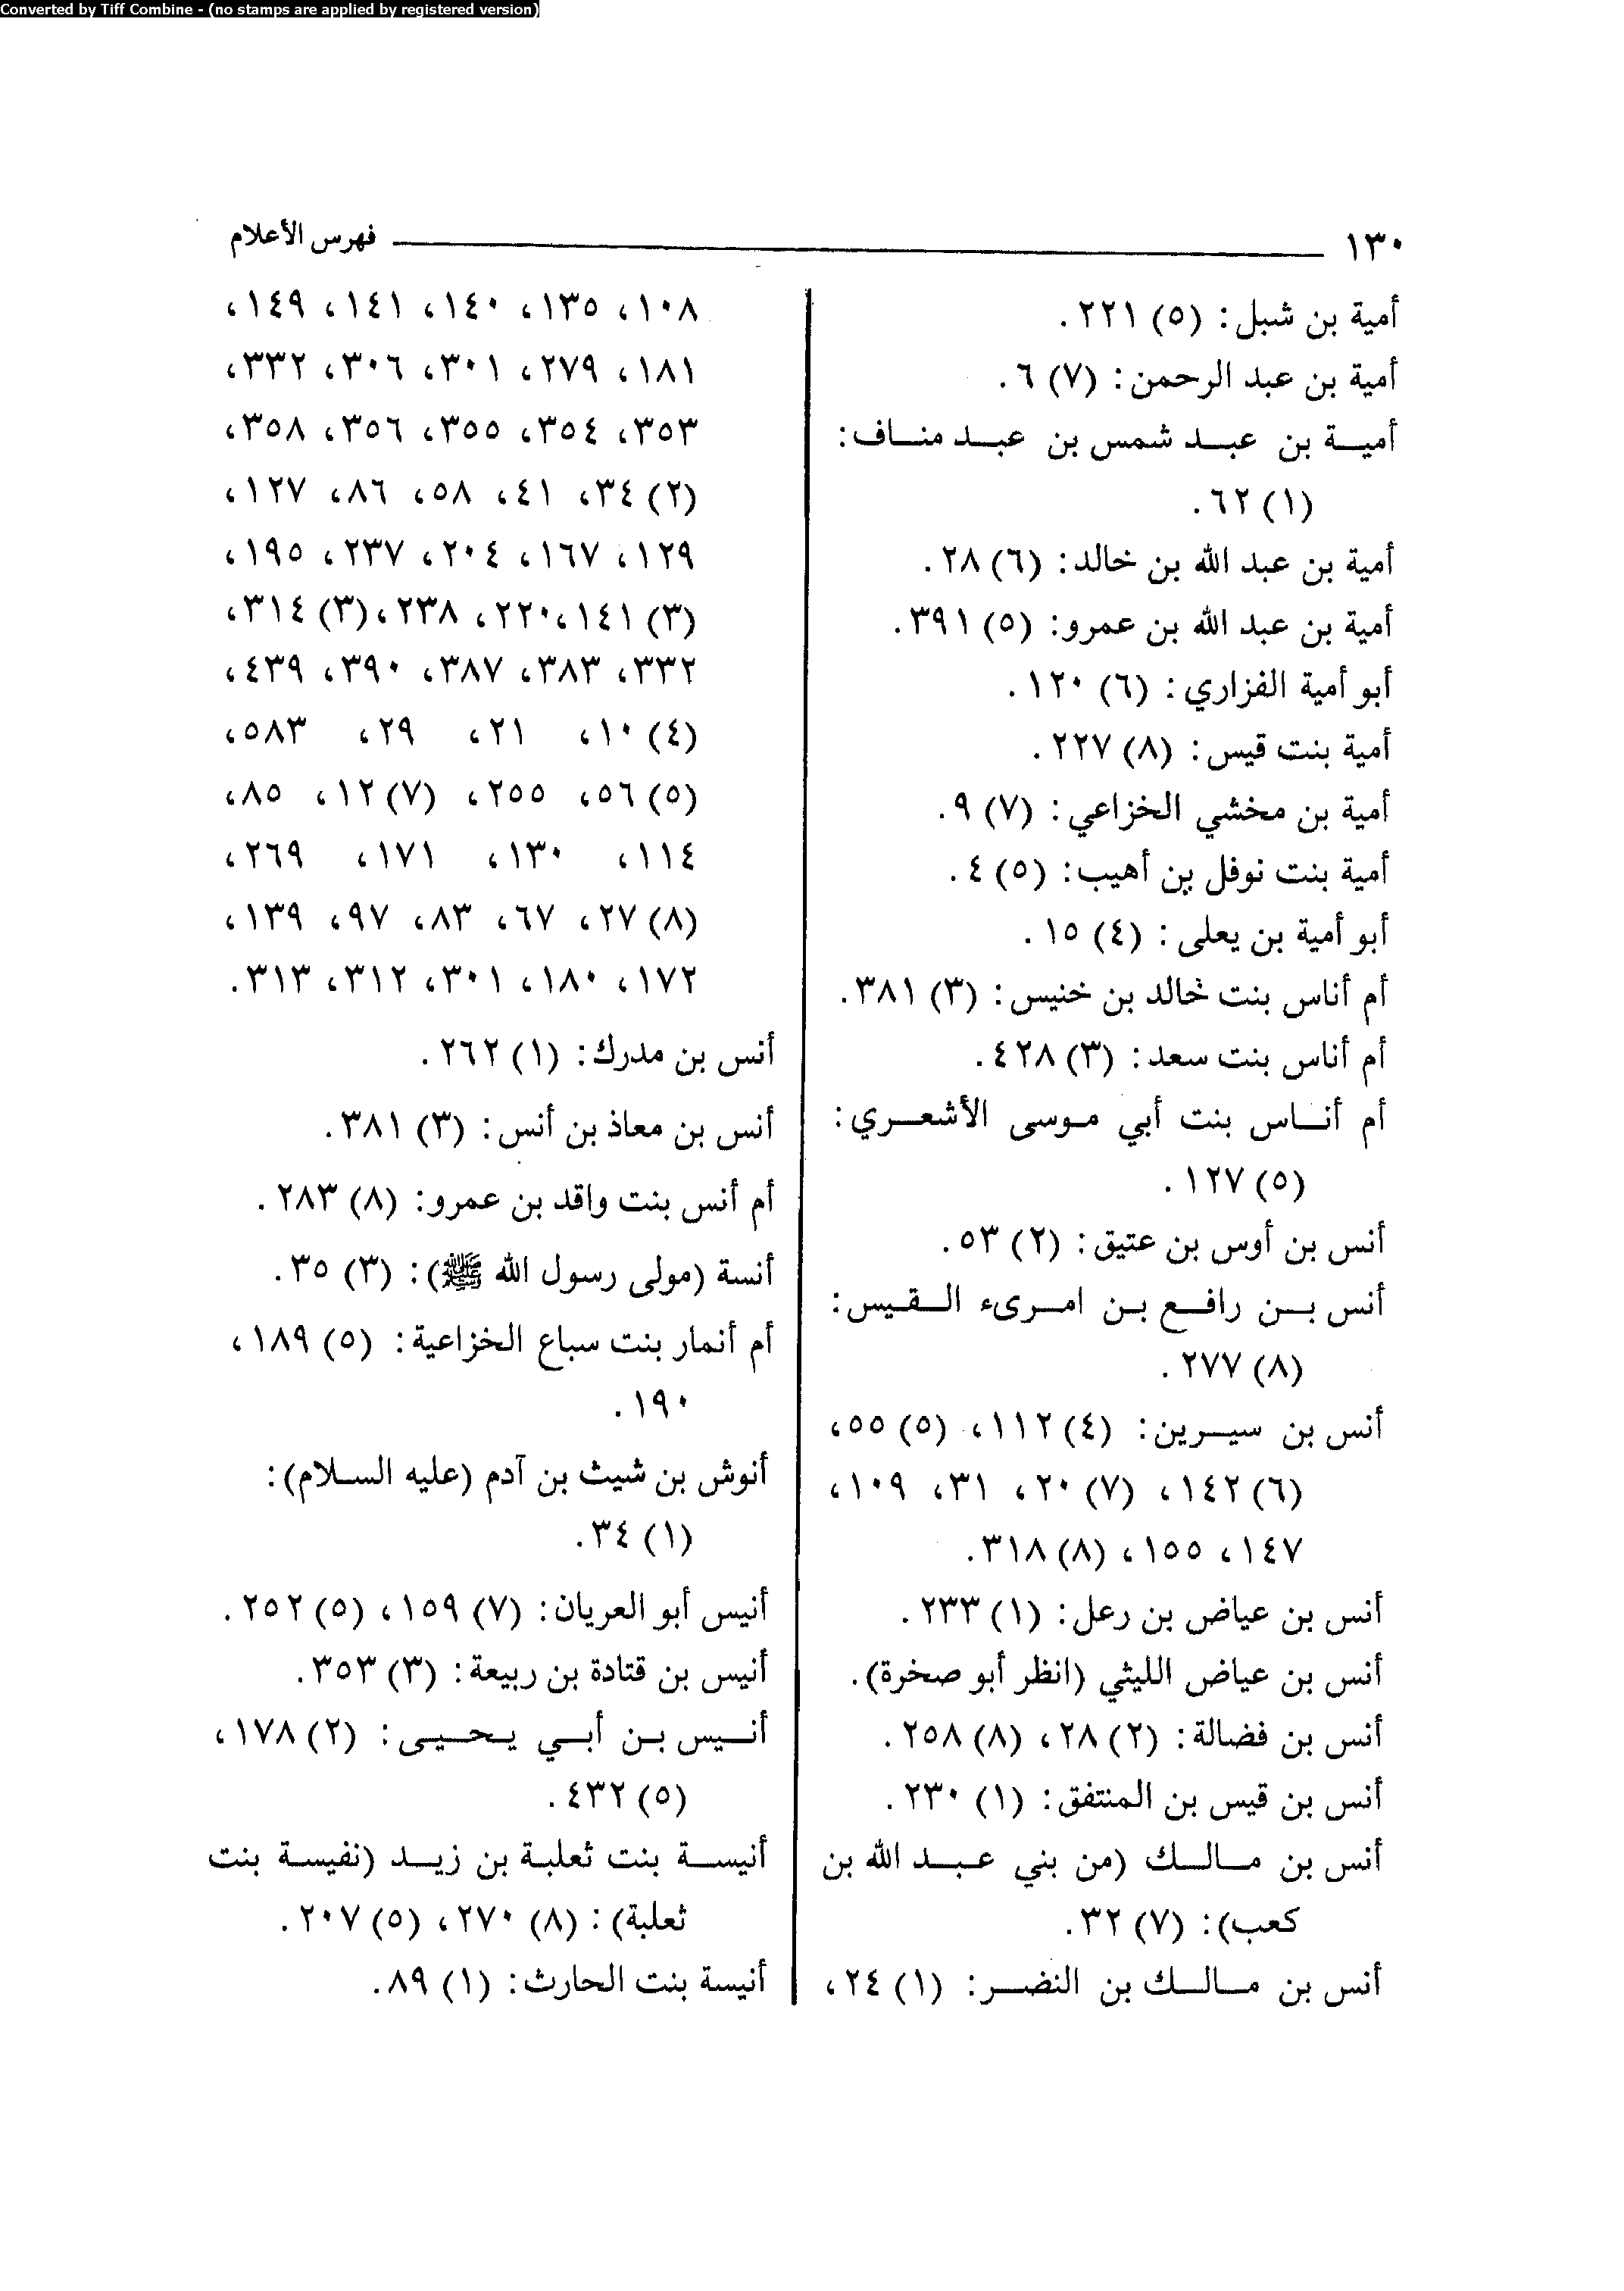 Converted by Tiff Combine - (no stamps are applied by registered version)
١٣٠ فهرس الأعلام
أمية بن شبل: (٥) ٢٢١.
أمية بن عبد الرحمن: (٧) ٦.
أمية بن عبد شمس بن عبد مناف:
(١) ٦٢.
أمية بن عبد الله بن خالد: (٦) ٢٨.
أمية بن عبد الله بن عمرو: (٥) ٣٩١.
أبو أمية الفزاري: (٦) ١٢٠.
أمية بنت قيس: (٨) ٢٢٧.
أمية بن مخشي الخزاعي: (٧) ٩.
أمية بنت نوفل بن أهيب: (٥) ٤.
أبو أمية بن يعلى: (٤) ١٥.
أم أناس بنت خالد بن خنيس: (٣) ٣٨١.
أم أناس بنت سعد: (٣) ٤٢٨.
أم أناس بنت أبي موسى الأشعري:
(٥) ١٢٧.
أنس بن أوس بن عتيق: (٢) ٥٣.
أنس بن رافع بن امرىء القيس:
(٨) ٢٧٧.
أنس بن سيرين: (٤) ١١٢، (٥) ٥٥،
(٦) ١٤٢، (٧) ٢٠، ٣١، ١٠٩،
١٤٧، ١٥٥، (٨) ٣١٨.
أنس بن عياض بن رعل: (١) ٢٣٣.
أنس بن عياض الليثي (انظر أبو صخرة).
أنس بن فضالة: (٢) ٢٨، (٨) ٢٥٨.
أنس بن قيس بن المنتفق: (١) ٢٣٠.
أنس بن مالك (من بني عبد الله بن
كعب): (٧) ٣٢.
أنس بن مالك بن النضر: (١) ٢٤،
١٠٨، ١٣٥، ١٤٠، ١٤١، ١٤٩،
١٨١، ٢٧٩، ٣٠١، ٣٠٦، ٣٣٢،
٣٥٣، ٣٥٤، ٣٥٥، ٣٥٦، ٣٥٨،
(٢) ٣٤، ٤١، ٥٨، ٨٦، ١٢٧،
١٢٩، ١٦٧، ٢٠٤، ٢٣٧، ١٩٥،
(٣) ١٤١، ٢٢٠، ٢٣٨، (٣) ٣١٤،
٣٣٢، ٣٨٣، ٣٨٧، ٣٩٠، ٤٣٩،
(٤) ١٠، ٢١، ٢٩، ٥٨٣،
(٥) ٥٦، ٢٥٥، (٧) ١٢، ٨٥،
١١٤، ١٣٠، ١٧١، ٢٦٩،
(٨) ٢٧، ٦٧، ٨٣، ٩٧، ١٣٩،
١٧٢، ١٨٠، ٣٠١، ٣١٢، ٣١٣.
أنس بن مدرك: (١) ٢٦٢.
أنس بن معاذ بن أنس: (٣) ٣٨١.
أم أنس بنت واقد بن عمرو: (٨) ٢٨٣.
أنسة (مولى رسول الله ﷺ): (٣) ٣٥.
أم أنمار بنت سباع الخزاعية: (٥) ١٨٩،
١٩٠.
أنوش بن شيث بن آدم (عليه السلام):
(١) ٣٤.
أنيس أبو العريان: (٧) ١٥٩، (٥) ٢٥٢.
أنيس بن قتادة بن ربيعة: (٣) ٣٥٣.
أنيس بن أبي يحيى: (٢) ١٧٨،
(٥) ٤٣٢.
أنيسة بنت ثعلبة بن زيد (نفيسة بنت
ثعلبة): (٨) ٢٧٠، (٥) ٢٠٧.
أنيسة بنت الحارث: (١) ٨٩.